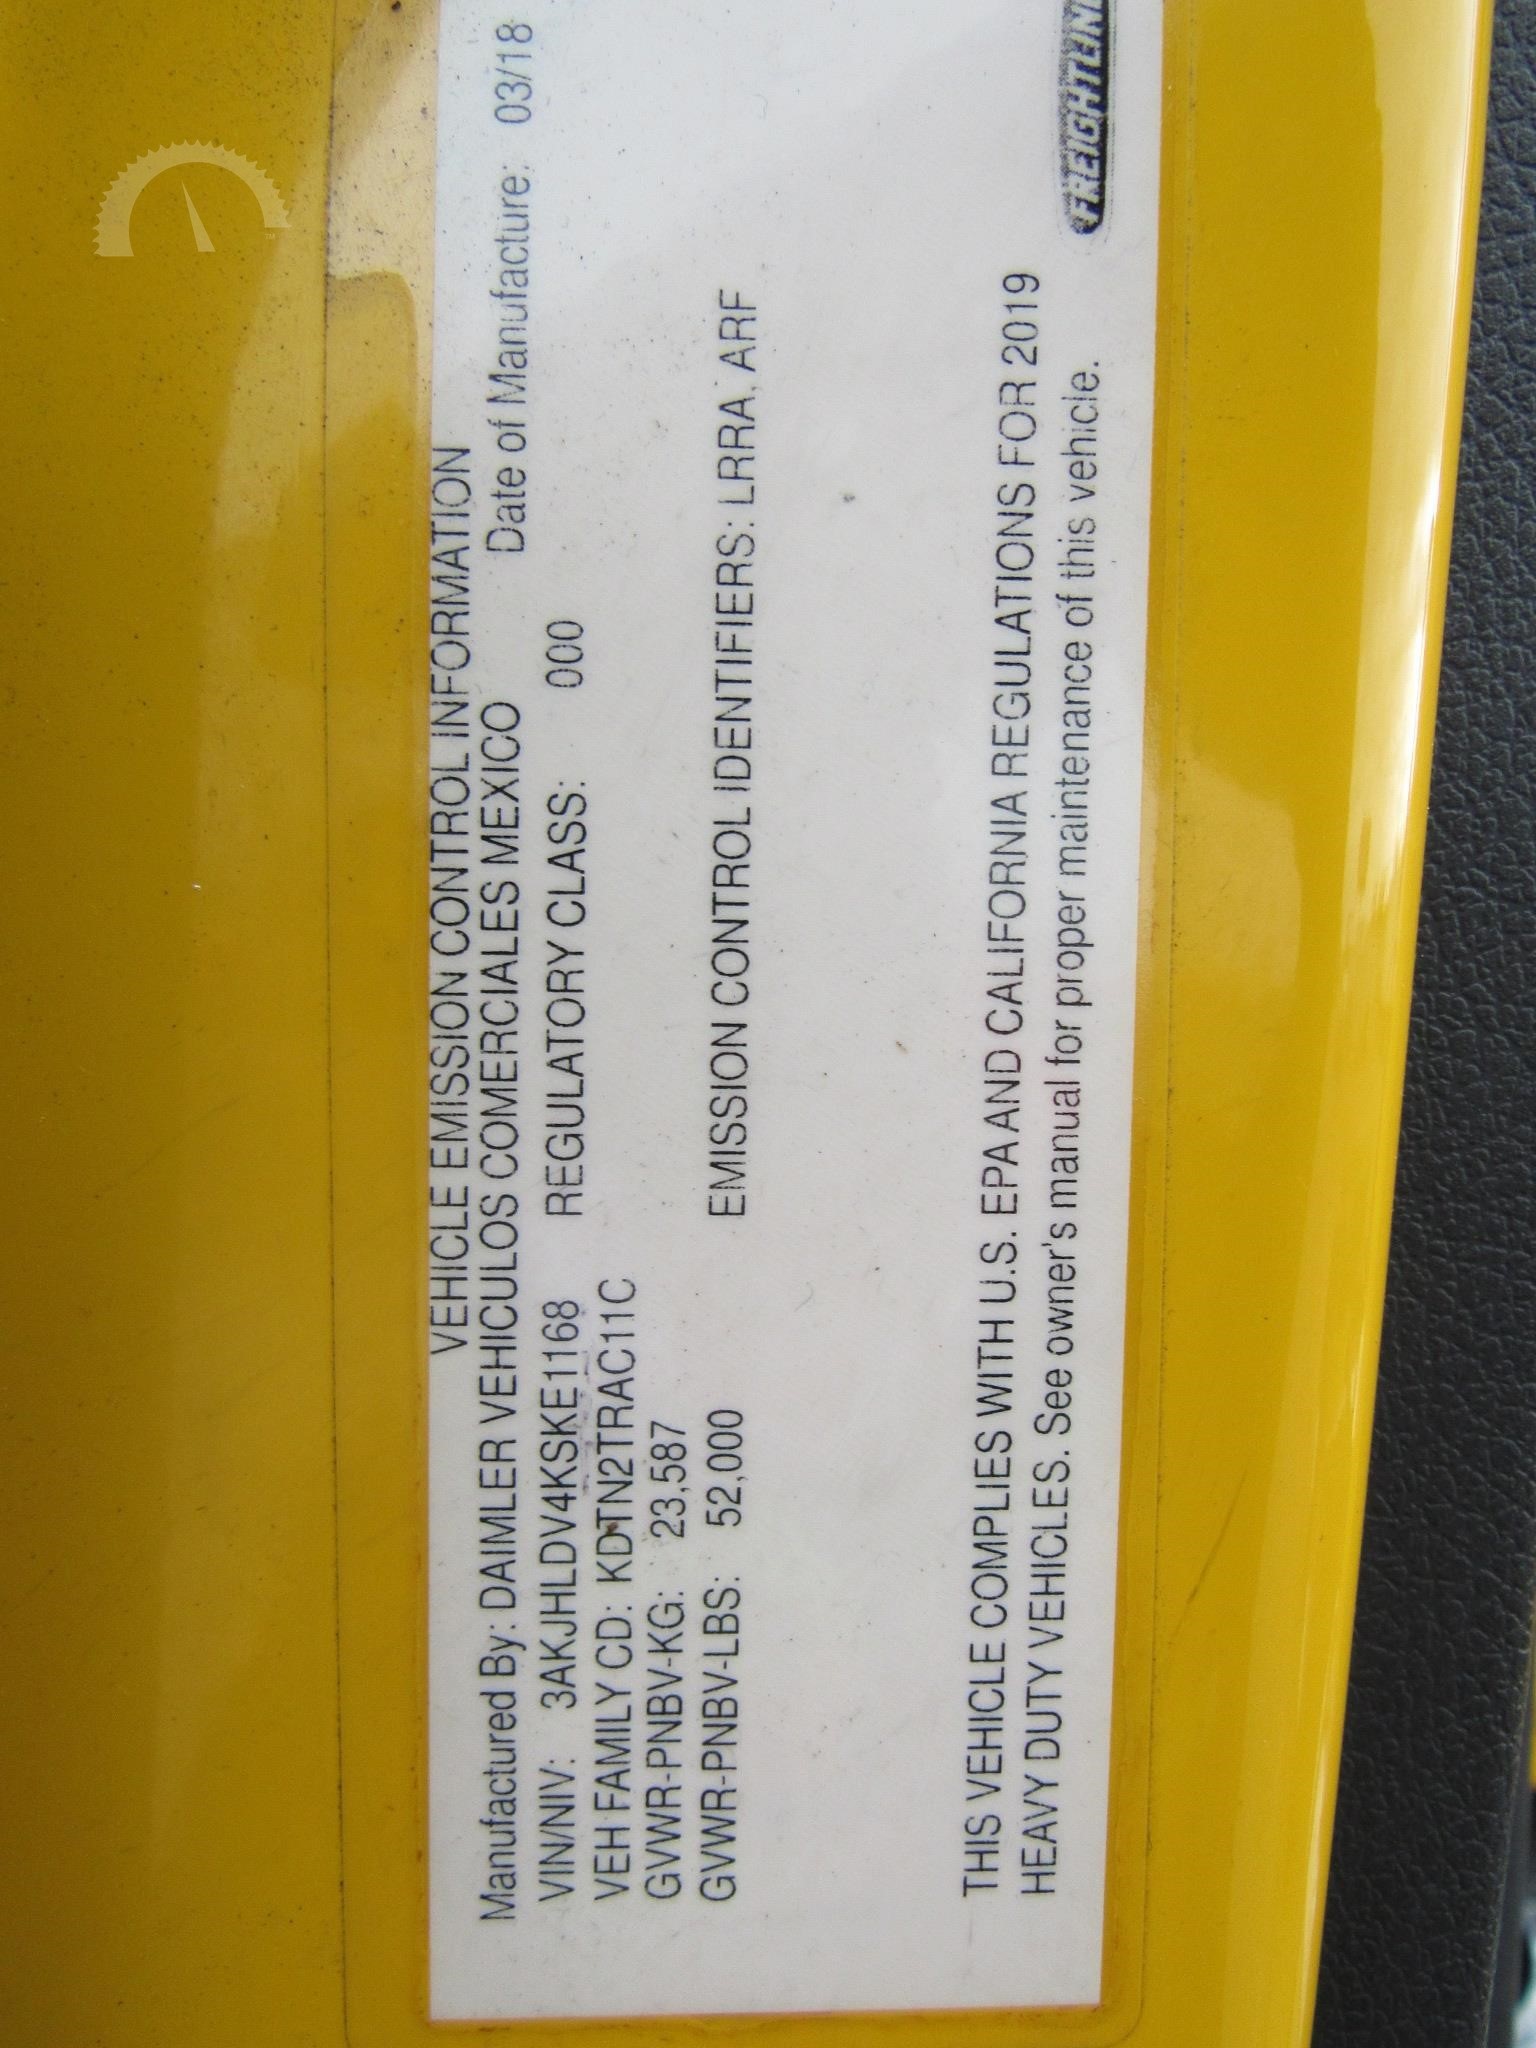 VEHICLE EMISSION CONTROL INFORMATION
Manufactured By: DAIMLER VEHICULOS COMERCIALES MEXICO Date of Manufacture: 03/18
VIN/NIV: 3AKJHLDV4KSKE1168 REGULATORY CLASS: 000
VEH FAMILY CD: KDTN2TRAC11C
GVWR-PNBV-KG: 23,587
GVWR-PNBV-LBS: 52,000 EMISSION CONTROL IDENTIFIERS: LRRA, ARF
THIS VEHICLE COMPLIES WITH U.S. EPA AND CALIFORNIA REGULATIONS FOR 2019
HEAVY DUTY VEHICLES. See owner's manual for proper maintenance of this vehicle.
FREIGHTLIN